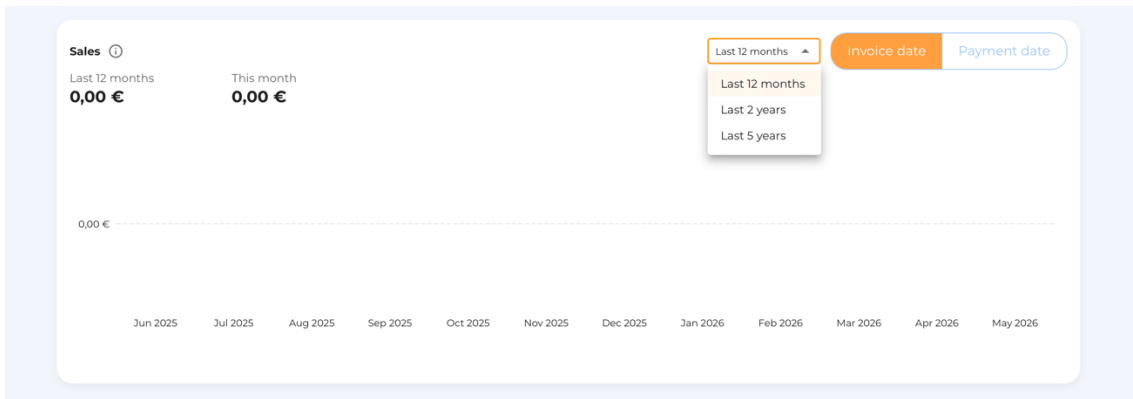 Sales
Last 12 months
0,00 €
This month
0,00 €
Last 12 months
Invoice date
Payment date
Last 12 months
Last 2 years
Last 5 years
0,00 €
Jun 2025 Jul 2025 Aug 2025 Sep 2025 Oct 2025 Nov 2025 Dec 2025 Jan 2026 Feb 2026 Mar 2026 Apr 2026 May 2026